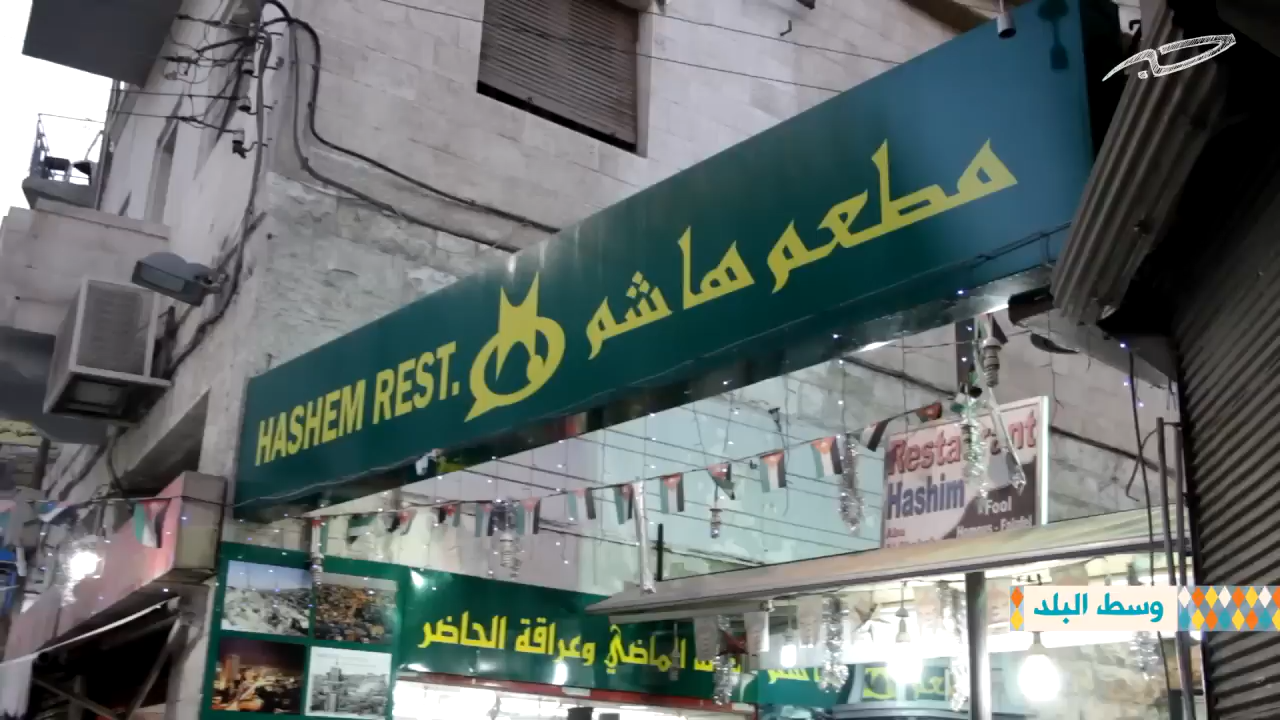 مطعم هاشم
HASHEM REST.
Restaurant
Hashim
Fool
الماضي وعراقة الحاضر
وسط البلد